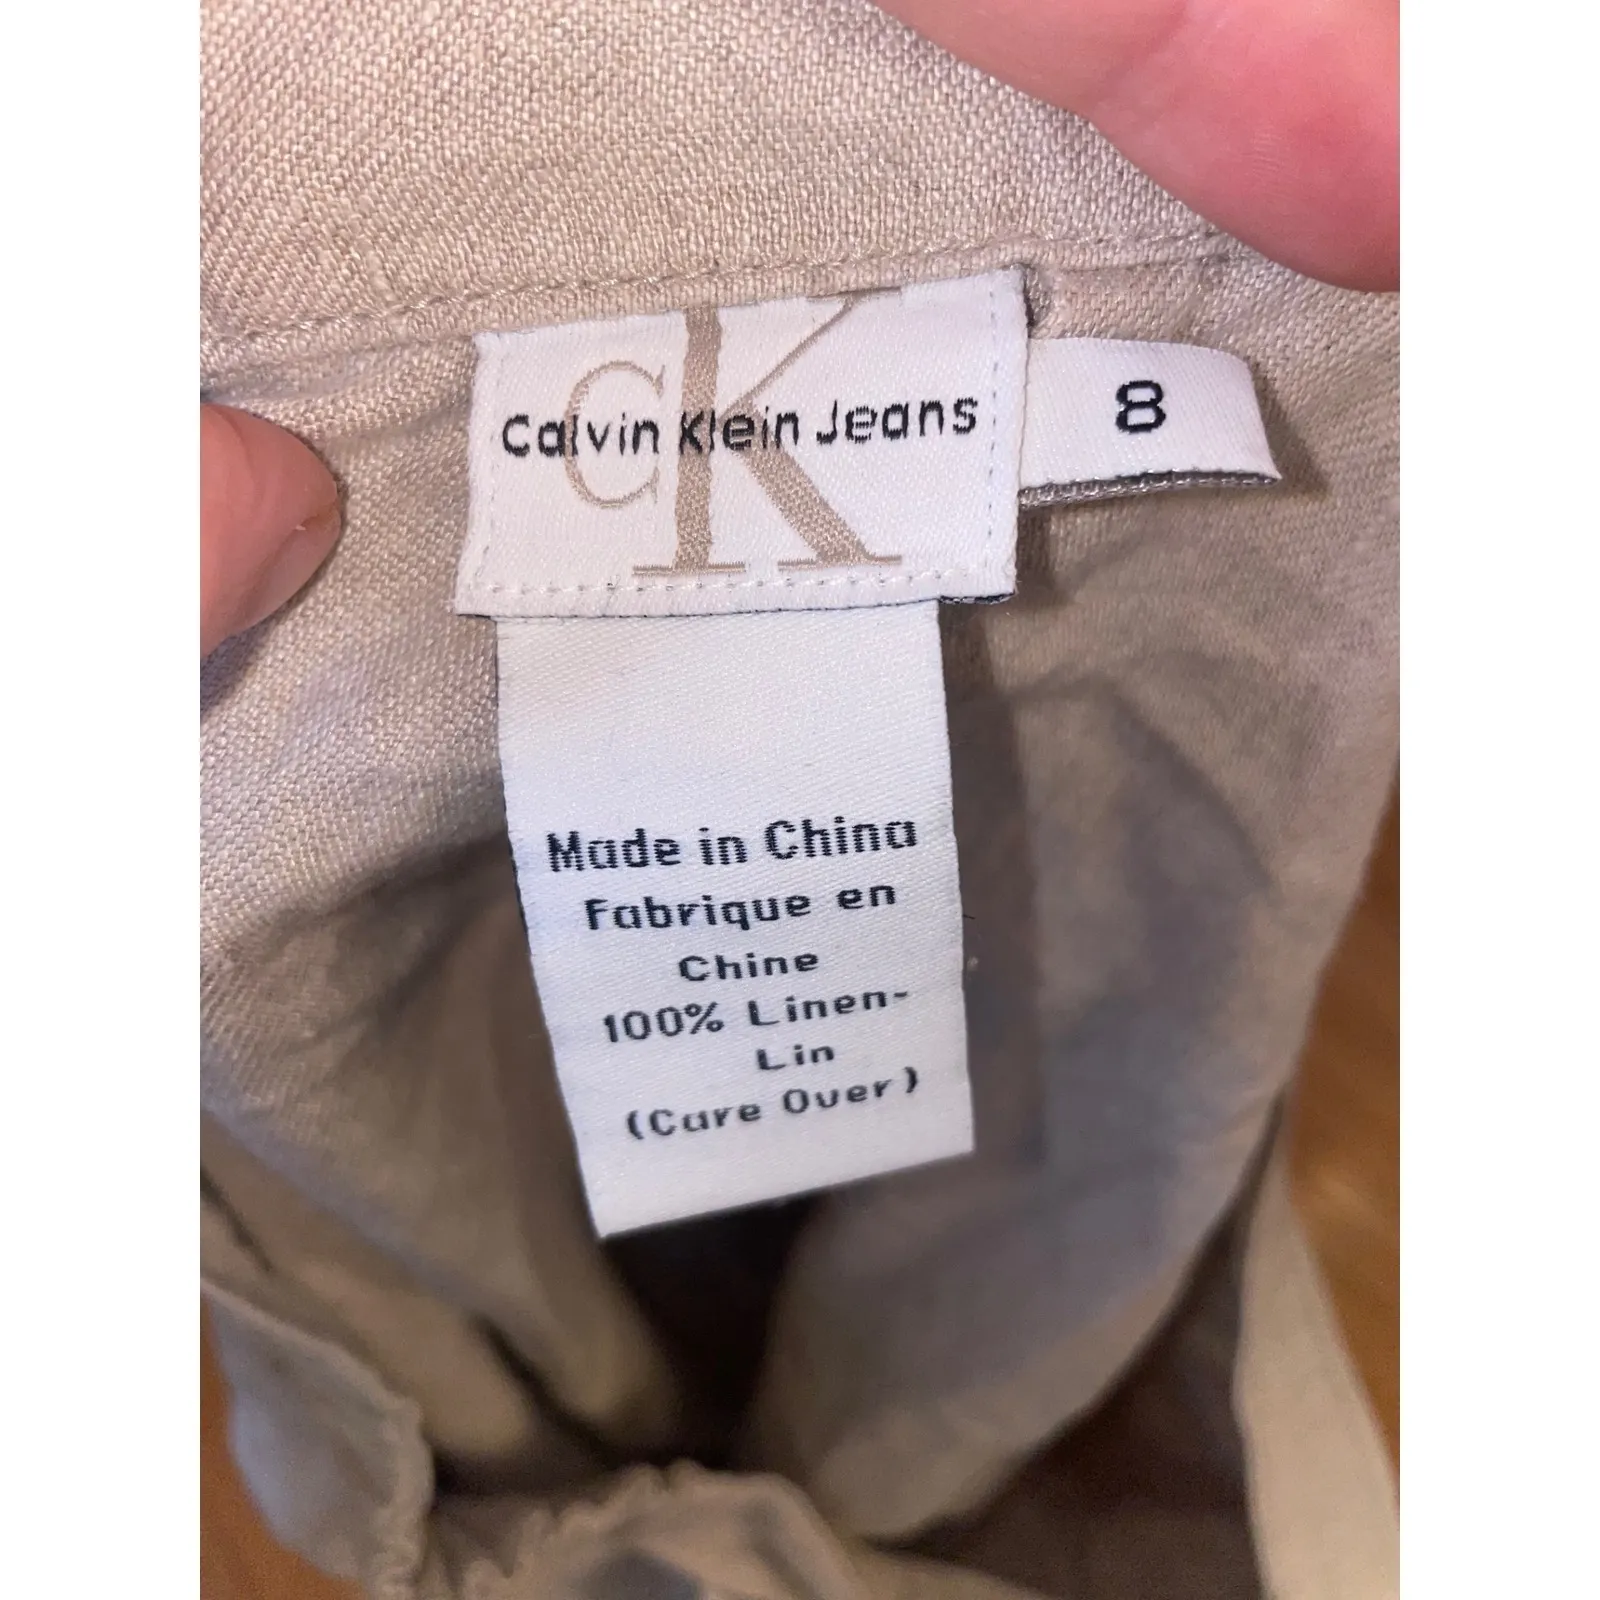 CK
Calvin Klein Jeans
8
Made in China
Fabrique en
Chine
100% Linen-
Lin
(Care Over)